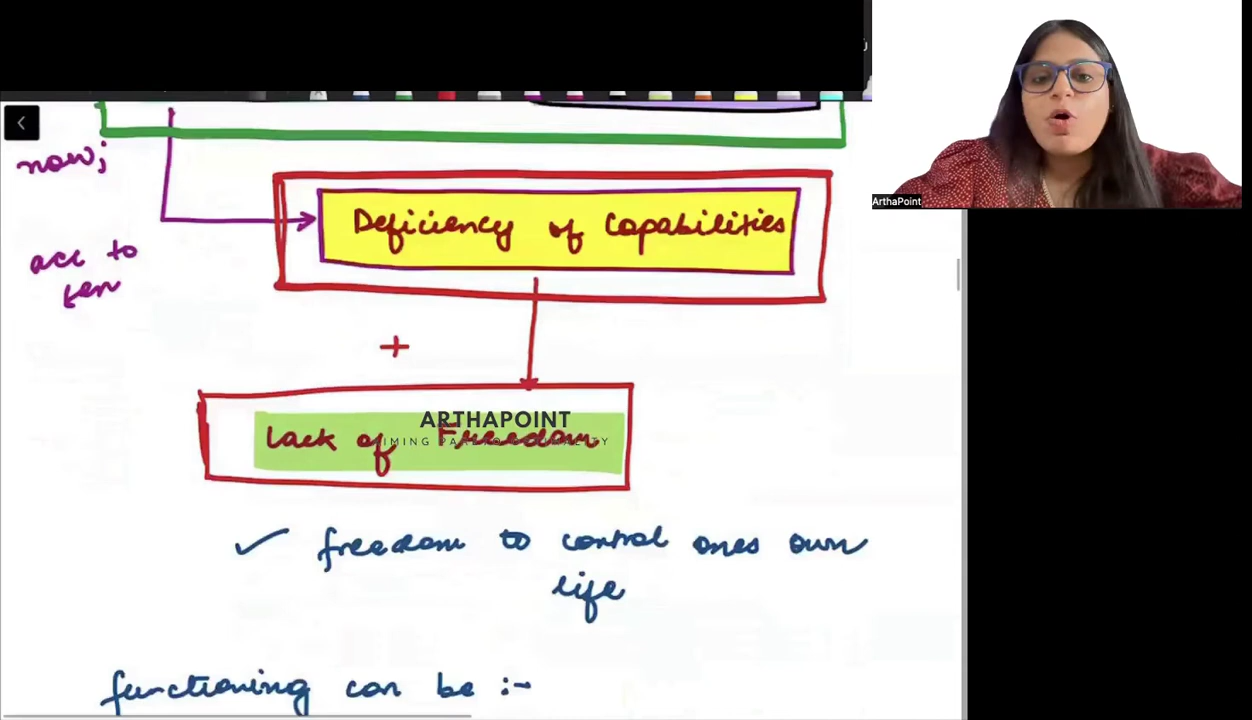 now;
Deficiency of Capabilities
acc to
Sen
+
ARTHAPOINT
Lack of Freedom
✓ freedom to control ones own
life
functioning can be :-
ArthaPoint